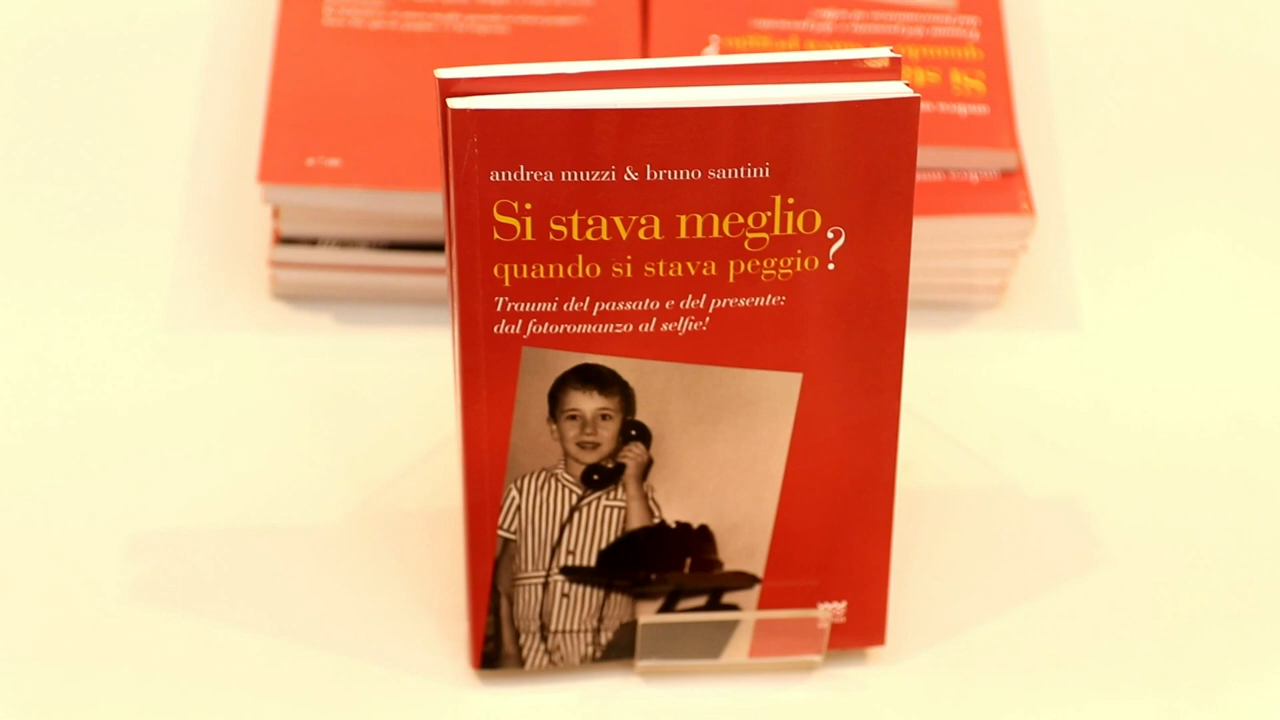 andrea muzzi & bruno santini
Si stava meglio
quando si stava peggio?
Traumi del passato e del presente:
dal fotoromanzo al selfie!